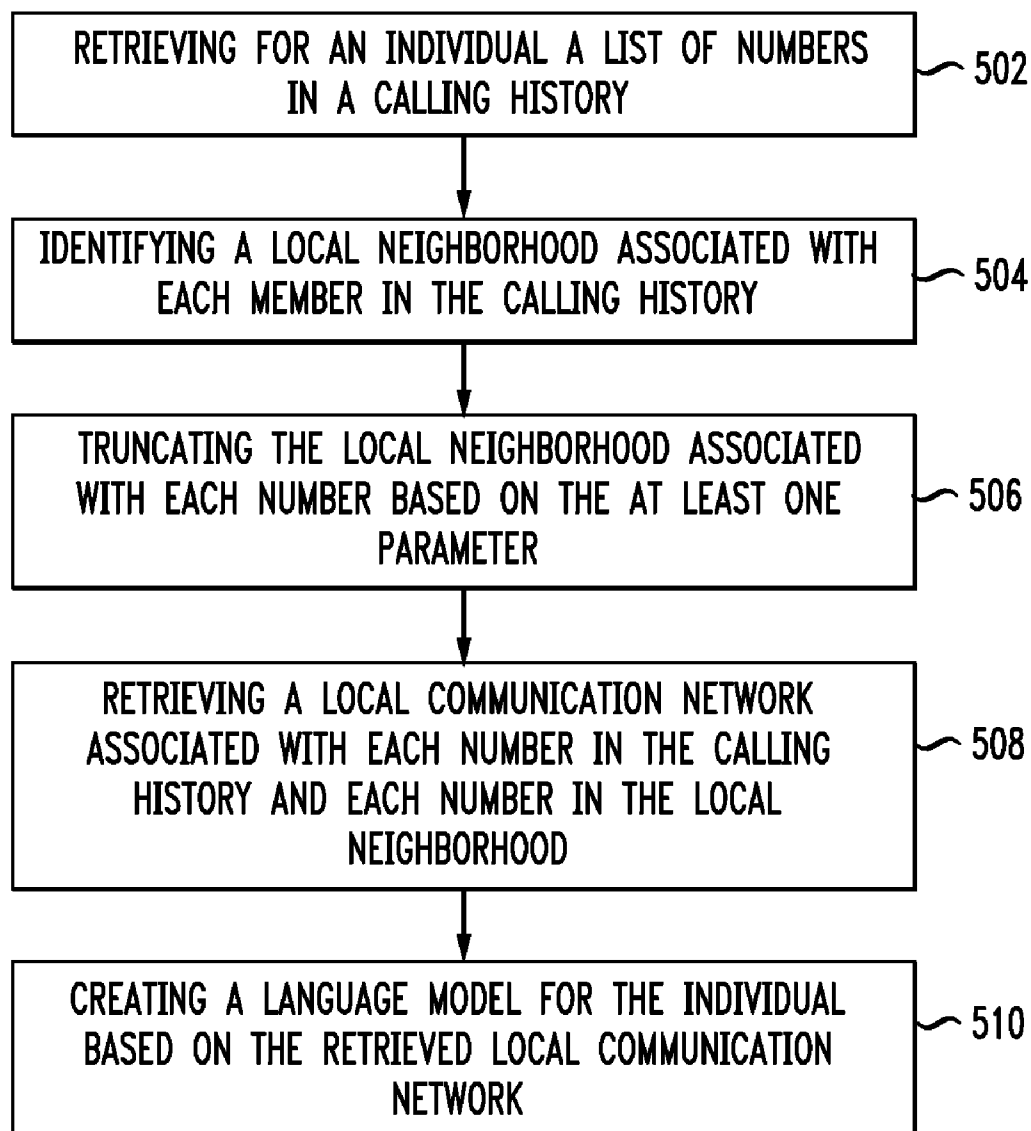 RETRIEVING FOR AN INDIVIDUAL A LIST OF NUMBERS
IN A CALLING HISTORY
502
IDENTIFYING A LOCAL NEIGHBORHOOD ASSOCIATED WITH
EACH MEMBER IN THE CALLING HISTORY
504
TRUNCATING THE LOCAL NEIGHBORHOOD ASSOCIATED
WITH EACH NUMBER BASED ON THE AT LEAST ONE
PARAMETER
506
RETRIEVING A LOCAL COMMUNICATION NETWORK
ASSOCIATED WITH EACH NUMBER IN THE CALLING
HISTORY AND EACH NUMBER IN THE LOCAL
NEIGHBORHOOD
508
CREATING A LANGUAGE MODEL FOR THE INDIVIDUAL
BASED ON THE RETRIEVED LOCAL COMMUNICATION
NETWORK
510